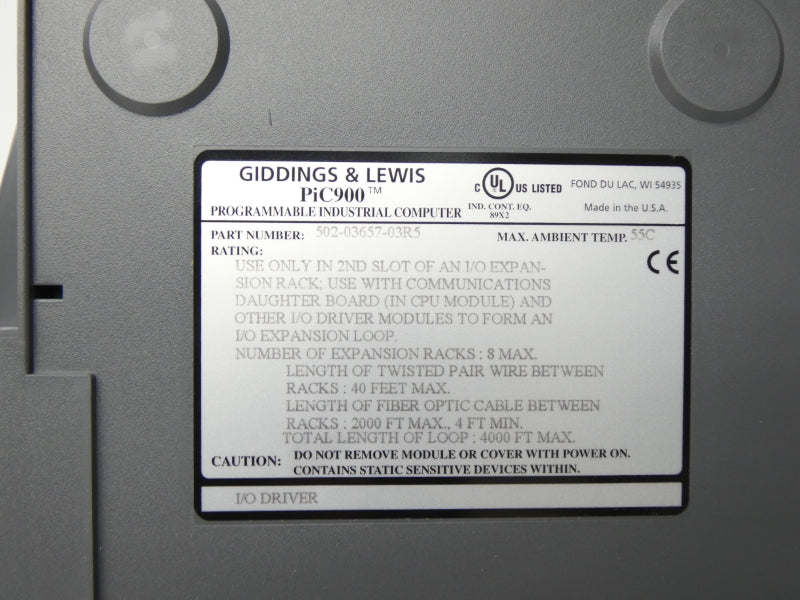 GIDDINGS & LEWIS
PiC900™
PROGRAMMABLE INDUSTRIAL COMPUTER
C UL US LISTED
IND. CONT. EQ.
89X2
FOND DU LAC, WI 54935
Made in the U.S.A.
PART NUMBER: 502-03657-03R5
MAX. AMBIENT TEMP. 55C
RATING:
CE
USE ONLY IN 2ND SLOT OF AN I/O EXPAN-
SION RACK; USE WITH COMMUNICATIONS
DAUGHTER BOARD (IN CPU MODULE) AND
OTHER I/O DRIVER MODULES TO FORM AN
I/O EXPANSION LOOP.
NUMBER OF EXPANSION RACKS : 8 MAX.
LENGTH OF TWISTED PAIR WIRE BETWEEN
RACKS : 40 FEET MAX.
LENGTH OF FIBER OPTIC CABLE BETWEEN
RACKS : 2000 FT MAX., 4 FT MIN.
TOTAL LENGTH OF LOOP : 4000 FT MAX.
CAUTION: DO NOT REMOVE MODULE OR COVER WITH POWER ON.
CONTAINS STATIC SENSITIVE DEVICES WITHIN.
I/O DRIVER